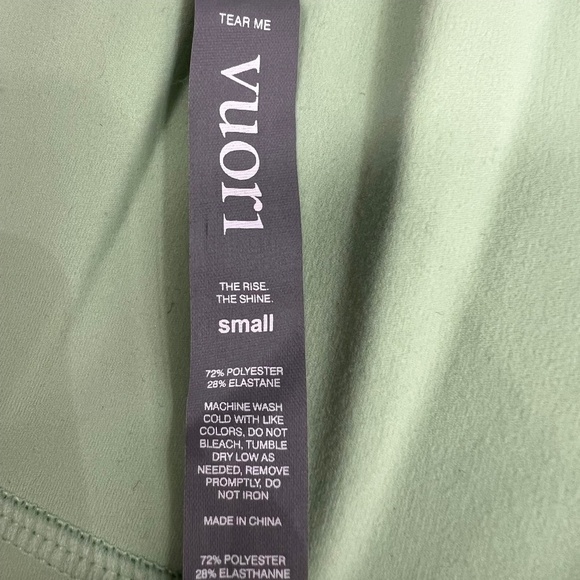 TEAR ME
vuori
THE RISE.
THE SHINE.
small
72% POLYESTER
28% ELASTANE
MACHINE WASH
COLD WITH LIKE
COLORS, DO NOT
BLEACH, TUMBLE
DRY LOW AS
NEEDED, REMOVE
PROMPTLY, DO
NOT IRON
MADE IN CHINA
72% POLYESTER
28% ELASTHANNE